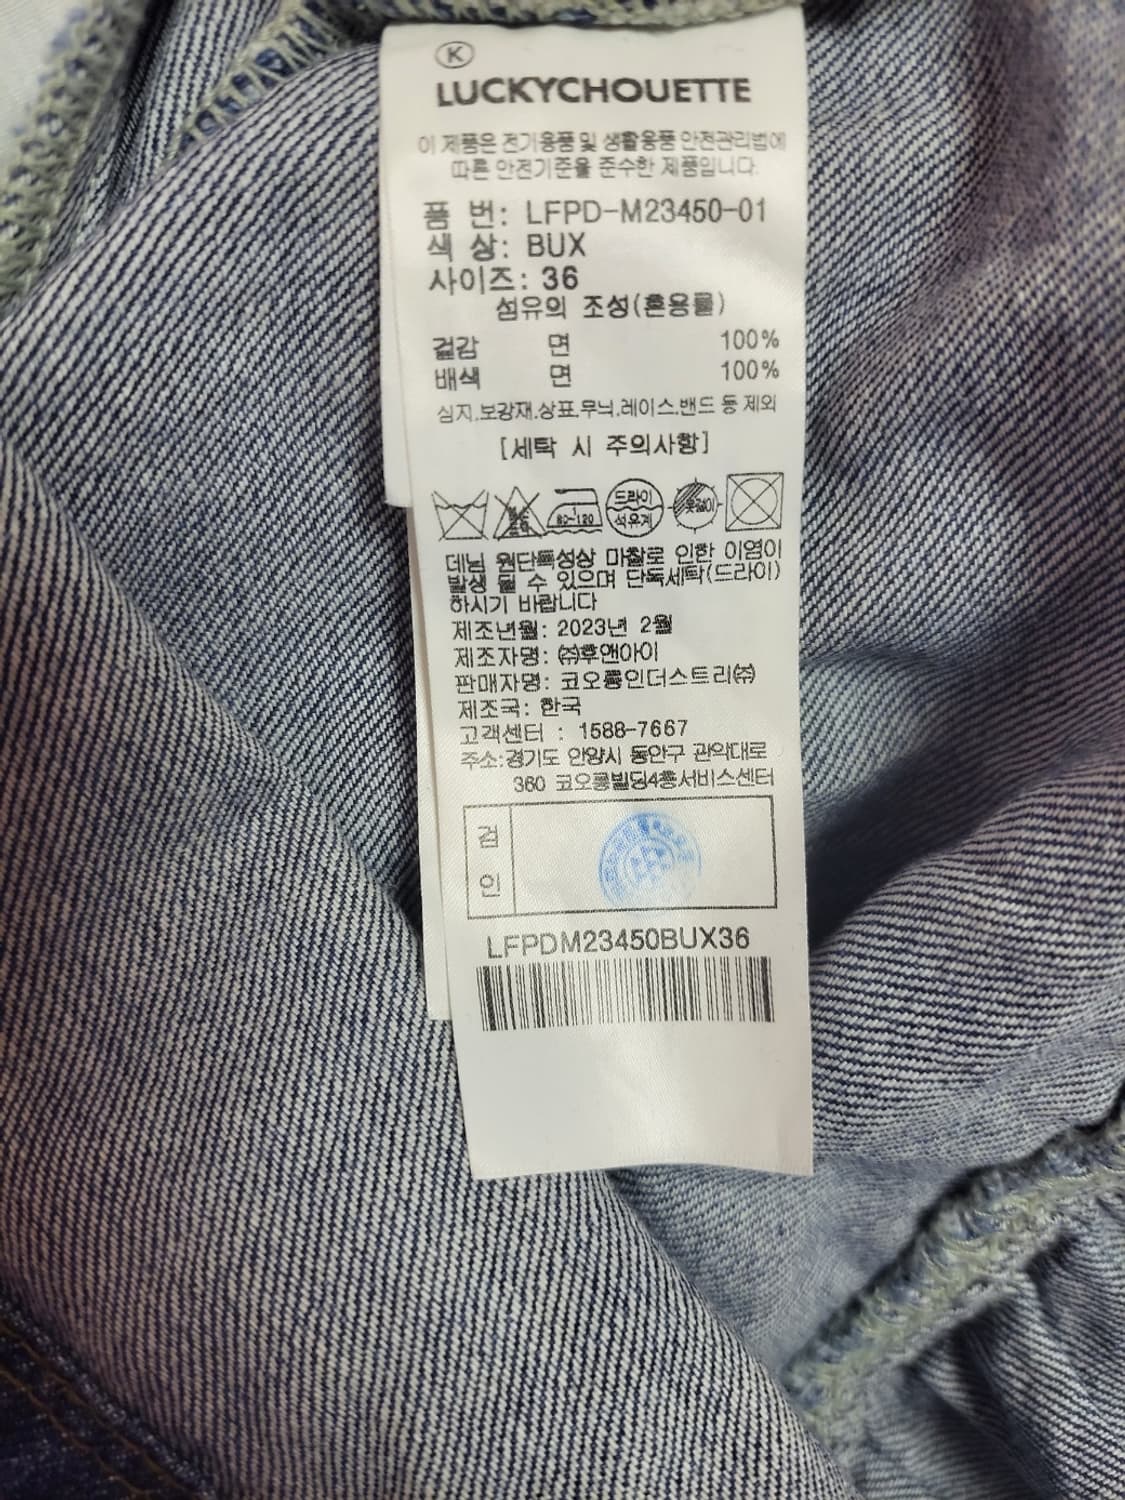 K
LUCKYCHOUETTE
이 제품은 전기용품 및 생활용품 안전관리법에
따른 안전기준을 준수한 제품입니다.
품 번: LFPD-M23450-01
색 상: BUX
사이즈: 36
섬유의 조성(혼용률)
겉감 면 100%
배색 면 100%
심지,보강재,상표,무늬,레이스,밴드 등 제외
[세탁 시 주의사항]
80~120 드라이 석유계 옷걸이
데님 원단특성상 마찰로 인한 이염이
발생 될 수 있으며 단독세탁(드라이)
하시기 바랍니다
제조년월: 2023년 2월
제조자명: ㈜후앤아이
판매자명: 코오롱인더스트리㈜
제조국: 한국
고객센터 : 1588-7667
주소:경기도 안양시 동안구 관악대로
360 코오롱빌딩4층서비스센터
검
인
LFPDM23450BUX36